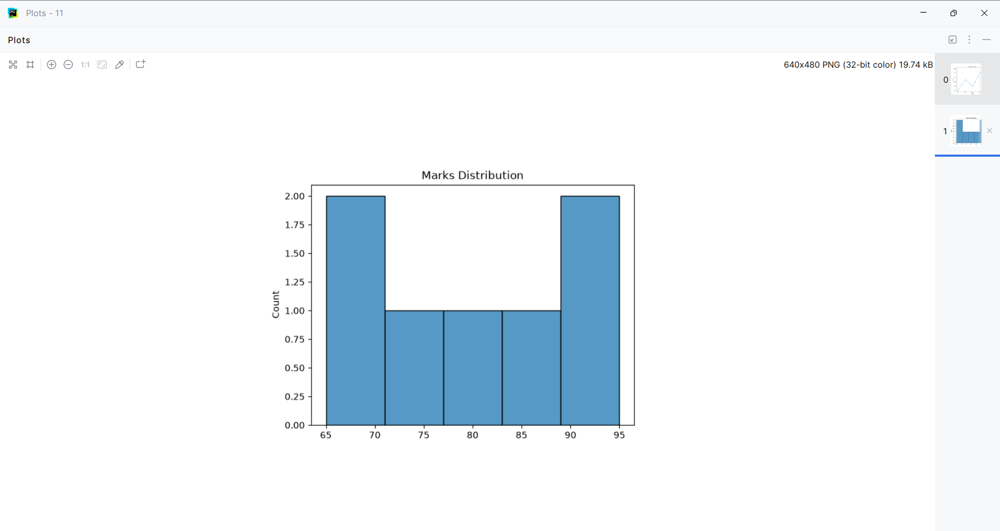 Plots - 11
Plots
1:1
640x480 PNG (32-bit color) 19.74 kB
0
1
Marks Distribution
Count
2.00
1.75
1.50
1.25
1.00
0.75
0.50
0.25
0.00
65 70 75 80 85 90 95